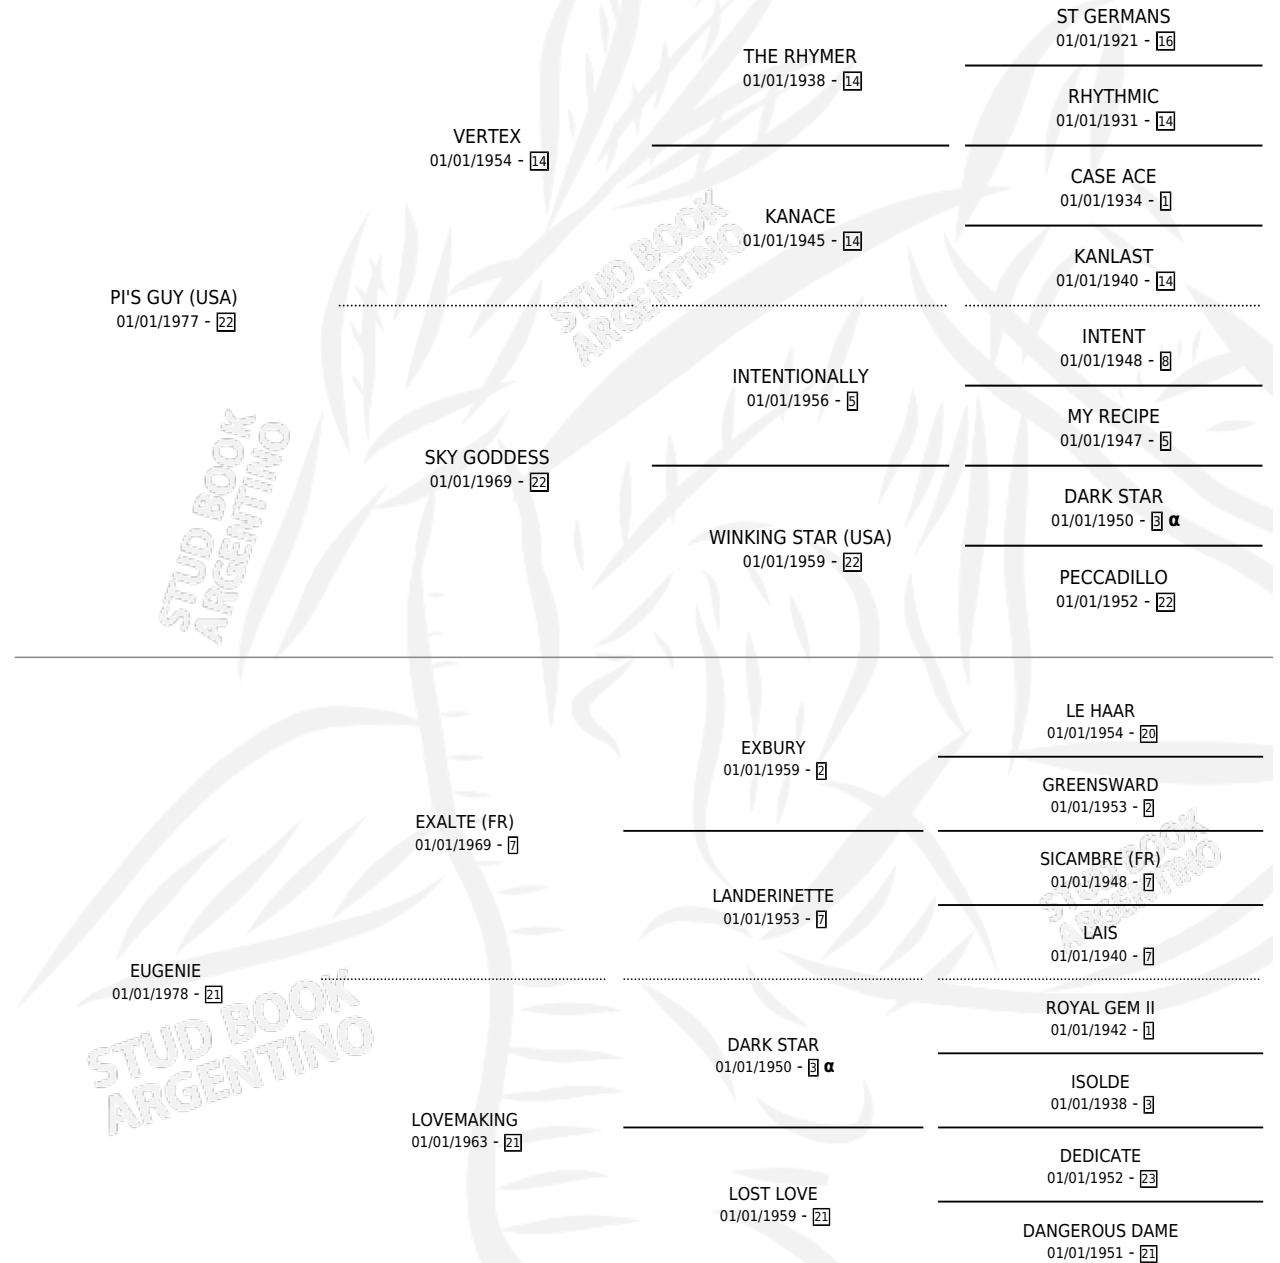 PI'S GUY (USA)
01/01/1977 - 22
VERTEX
01/01/1954 - 14
THE RHYMER
01/01/1938 - 14
ST GERMANS
01/01/1921 - 16
RHYTHMIC
01/01/1931 - 14
KANACE
01/01/1945 - 14
CASE ACE
01/01/1934 - 1
KANLAST
01/01/1940 - 14
SKY GODDESS
01/01/1969 - 22
INTENTIONALLY
01/01/1956 - 5
INTENT
01/01/1948 - 8
MY RECIPE
01/01/1947 - 5
WINKING STAR (USA)
01/01/1959 - 22
DARK STAR
01/01/1950 - 3 α
PECCADILLO
01/01/1952 - 22
EUGENIE
01/01/1978 - 21
EXALTE (FR)
01/01/1969 - 7
EXBURY
01/01/1959 - 2
LE HAAR
01/01/1954 - 20
GREENSWARD
01/01/1953 - 2
LANDERINETTE
01/01/1953 - 7
SICAMBRE (FR)
01/01/1948 - 7
LAIS
01/01/1940 - 7
LOVEMAKING
01/01/1963 - 21
DARK STAR
01/01/1950 - 3 α
ROYAL GEM II
01/01/1942 - 1
ISOLDE
01/01/1938 - 3
LOST LOVE
01/01/1959 - 21
DEDICATE
01/01/1952 - 23
DANGEROUS DAME
01/01/1951 - 21
STUD BOOK
ARGENTINO
STUD BOOK
ARGENTINO
STUD BOOK
ARGENTINO
STUD BOOK
ARGENTINO